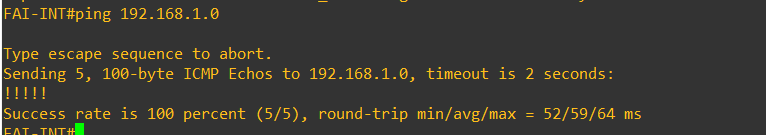 FAI-INT#ping 192.168.1.0
Type escape sequence to abort.
Sending 5, 100-byte ICMP Echos to 192.168.1.0, timeout is 2 seconds:
!!!!!
Success rate is 100 percent (5/5), round-trip min/avg/max = 52/59/64 ms
FAI-INT#